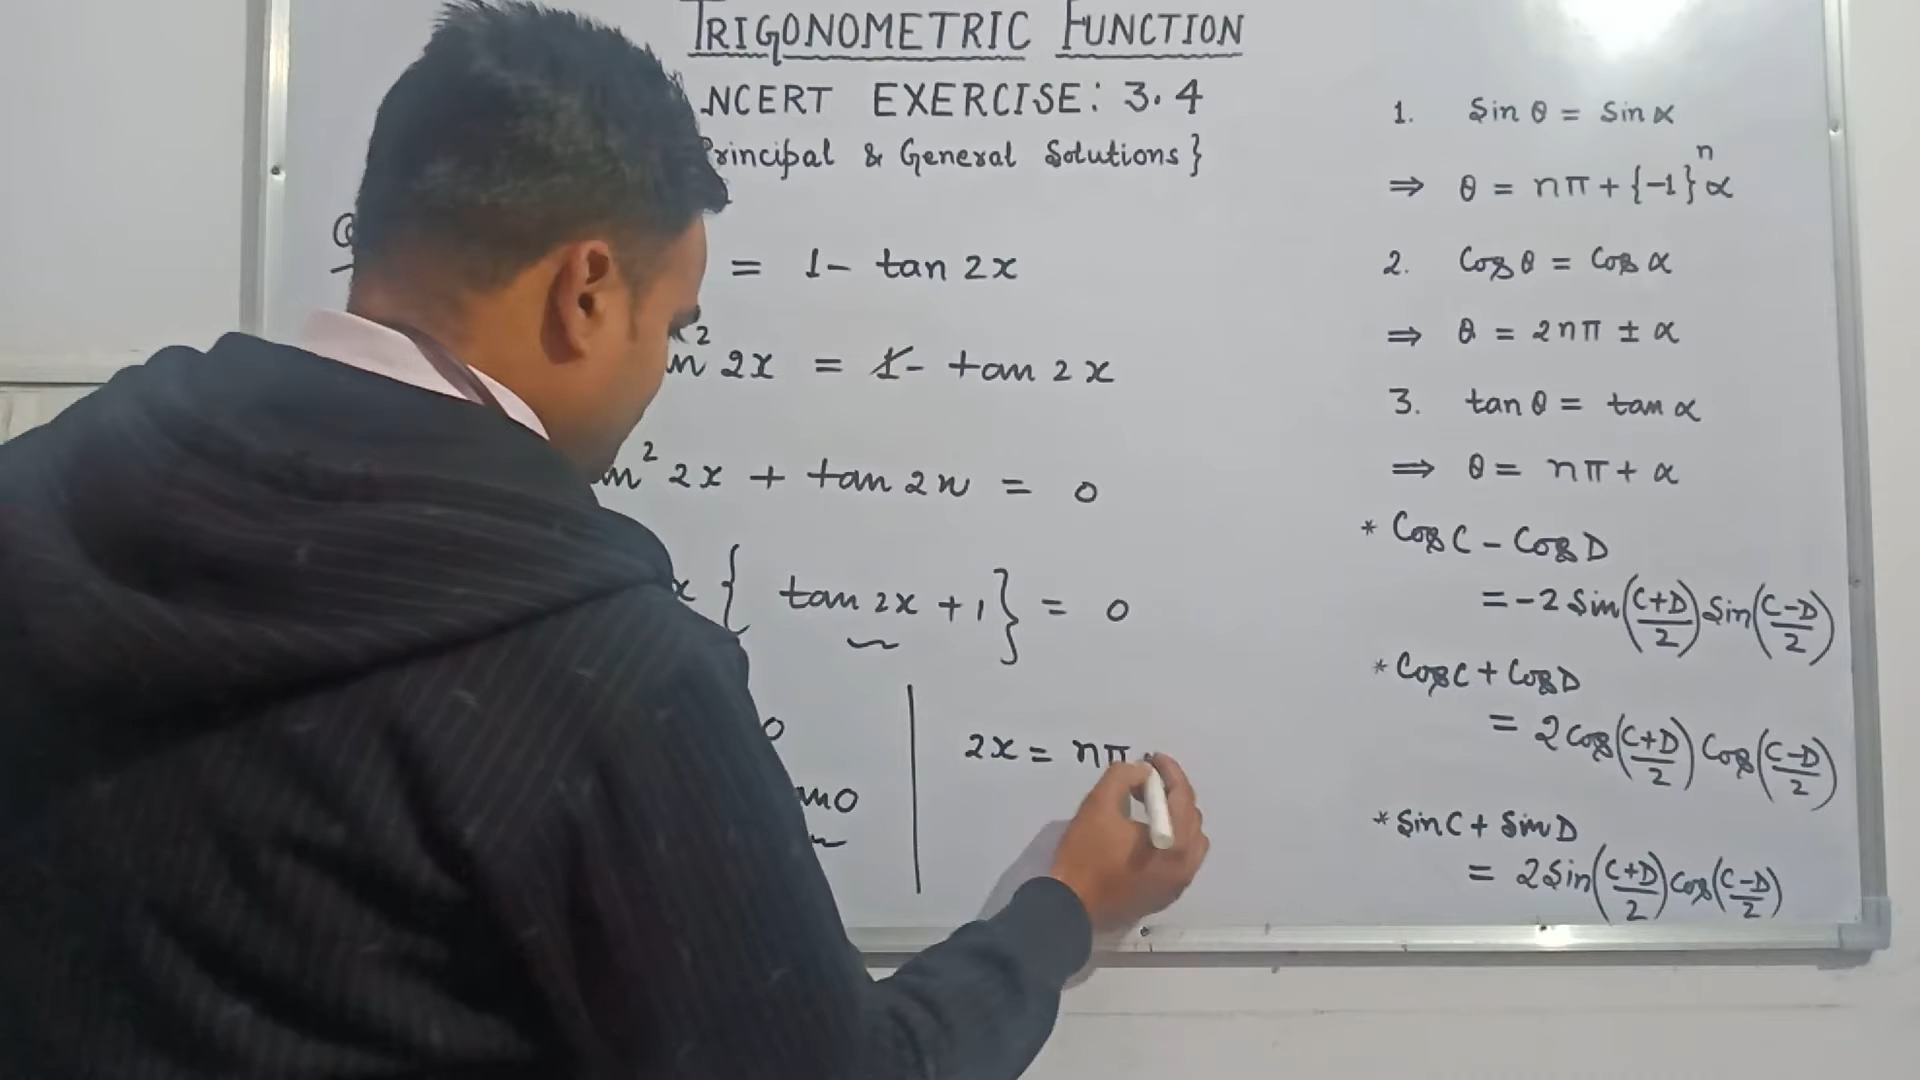 TRIGONOMETRIC FUNCTION
NCERT EXERCISE: 3.4
Principal & General Solutions}
= 1- tan 2x
2x = 1- tan 2x
² 2x + tan 2x = 0
x { tan 2x + 1} = 0
0
2x = nπ
1. Sin θ = Sin α
⇒ θ = nπ + {-1}ⁿ α
2. Cos θ = Cos α
⇒ θ = 2nπ ± α
3. tan θ = tan α
⇒ θ = nπ + α
* Cos C - Cos D
= -2 Sin(C+D/2) Sin(C-D/2)
* Cos C + Cos D
= 2 Cos(C+D/2) Cos(C-D/2)
* Sin C + Sin D
= 2 Sin(C+D/2) Cos(C-D/2)